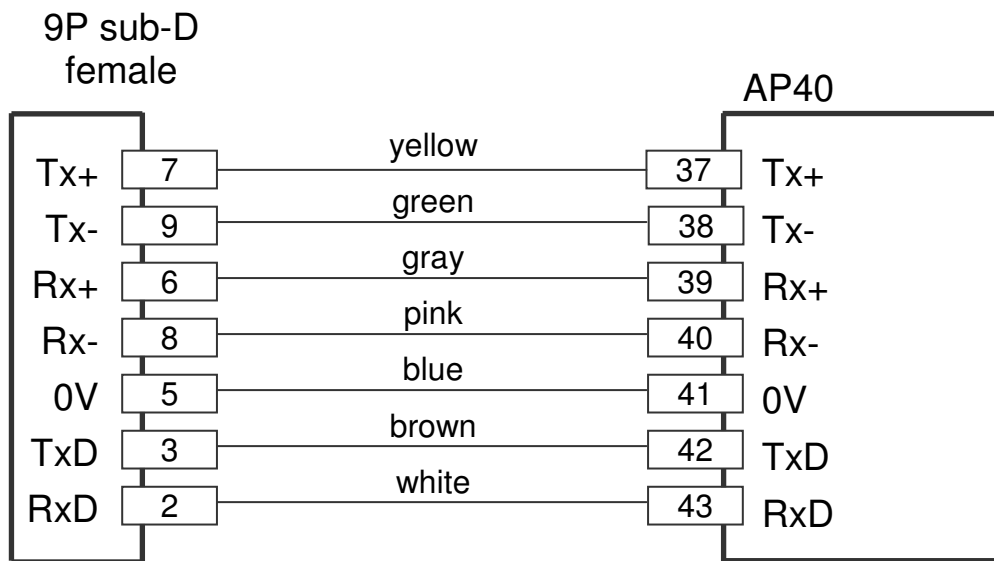 9P sub-D
female
AP40
Tx+ 7 yellow 37 Tx+
Tx- 9 green 38 Tx-
Rx+ 6 gray 39 Rx+
Rx- 8 pink 40 Rx-
0V 5 blue 41 0V
TxD 3 brown 42 TxD
RxD 2 white 43 RxD